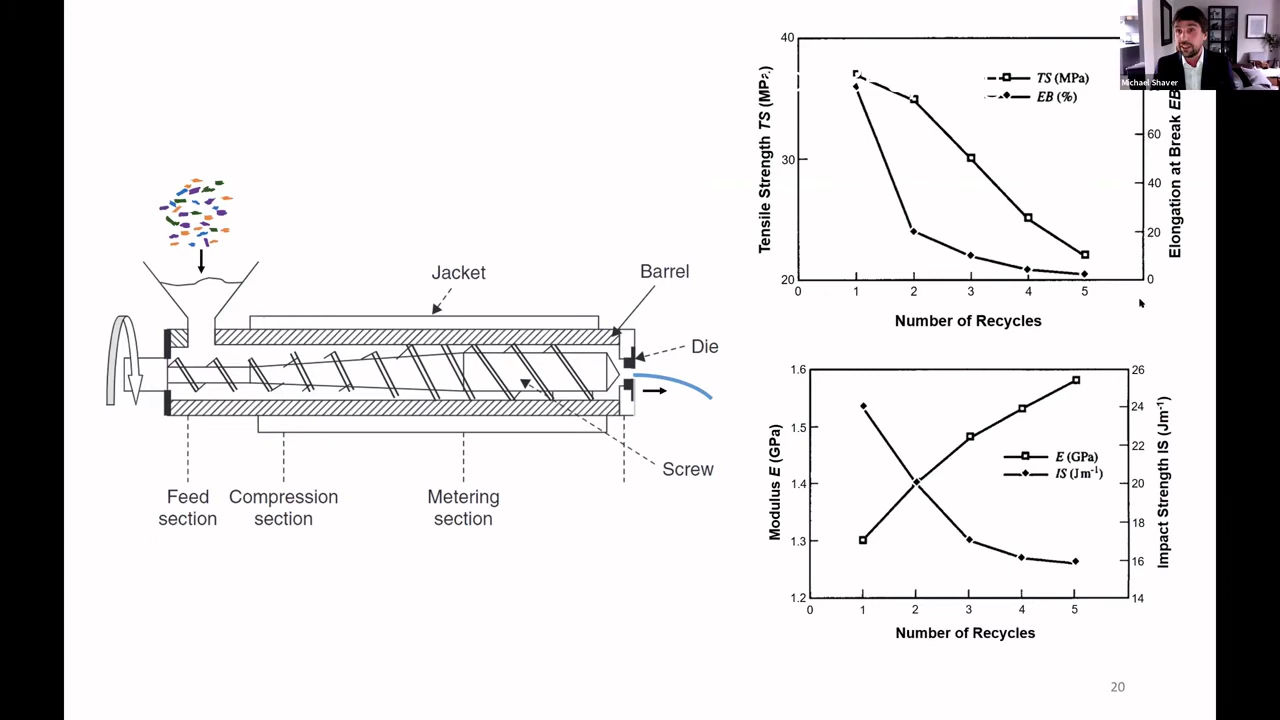 Michael Shaver
Jacket
Barrel
Die
Screw
Feed
section
Compression
section
Metering
section
40
30
20
Tensile Strength TS (MPa)
TS (MPa)
EB (%)
60
40
20
0
Elongation at Break EB
0 1 2 3 4 5
Number of Recycles
1.6
1.5
1.4
1.3
1.2
Modulus E (GPa)
E (GPa)
IS (Jm⁻¹)
26
24
22
20
18
16
14
Impact Strength IS (Jm⁻¹)
0 1 2 3 4 5
Number of Recycles
20